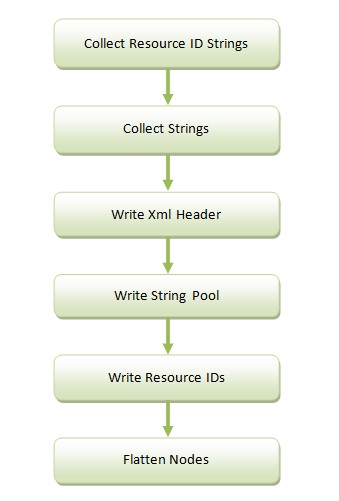 Collect Resource ID Strings
Collect Strings
Write Xml Header
Write String Pool
Write Resource IDs
Flatten Nodes